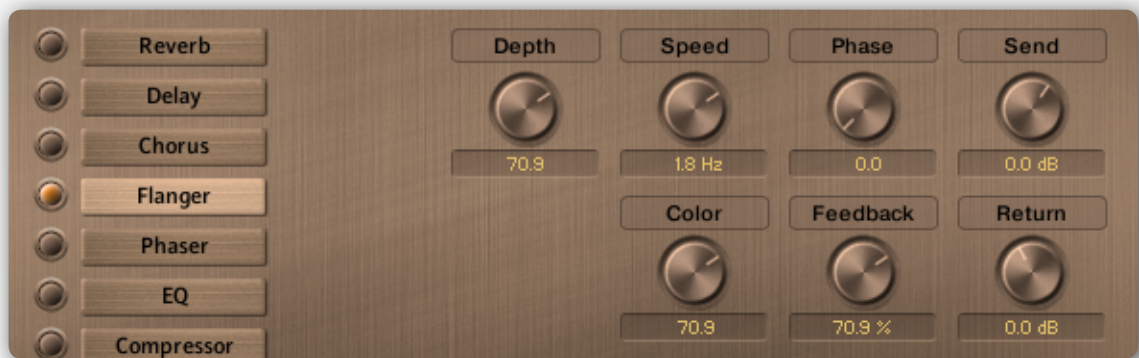 Reverb
Delay
Chorus
Flanger
Phaser
EQ
Compressor
Depth Speed Phase Send
70.9 1.8 Hz 0.0 0.0 dB
Color Feedback Return
70.9 70.9 % 0.0 dB